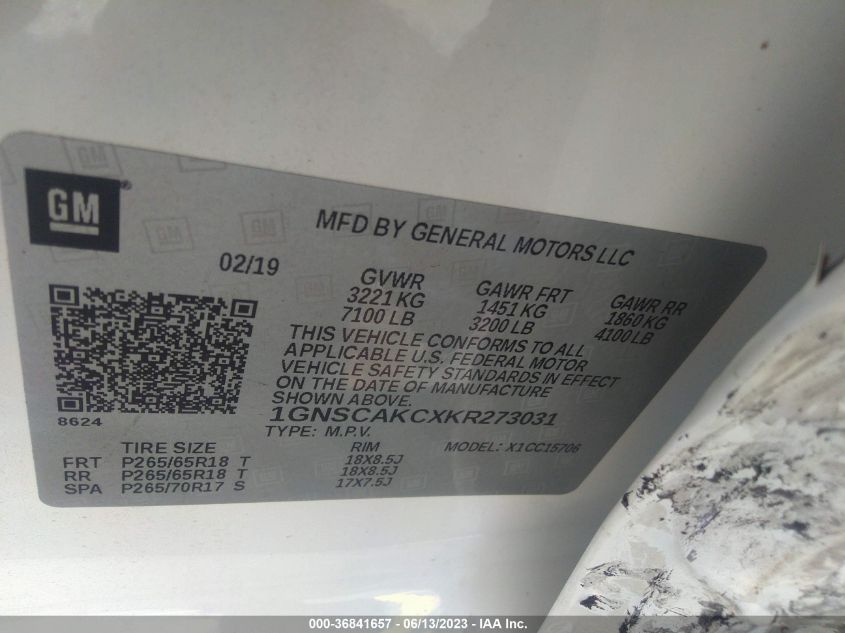 GM
MFD BY GENERAL MOTORS LLC
02/19
GVWR GAWR FRT GAWR RR
3221 KG 1451 KG 1860 KG
7100 LB 3200 LB 4100 LB
THIS VEHICLE CONFORMS TO ALL
APPLICABLE U.S. FEDERAL MOTOR
VEHICLE SAFETY STANDARDS IN EFFECT
ON THE DATE OF MANUFACTURE
SHOWN ABOVE.
8624
1GNSCAKCXKR273031
TYPE: M.P.V. MODEL: X1CC15706
TIRE SIZE RIM
FRT P265/65R18 T 18X8.5J
RR P265/65R18 T 18X8.5J
SPA P265/70R17 S 17X7.5J
000-36841657 - 06/13/2023 - © IAA Inc.